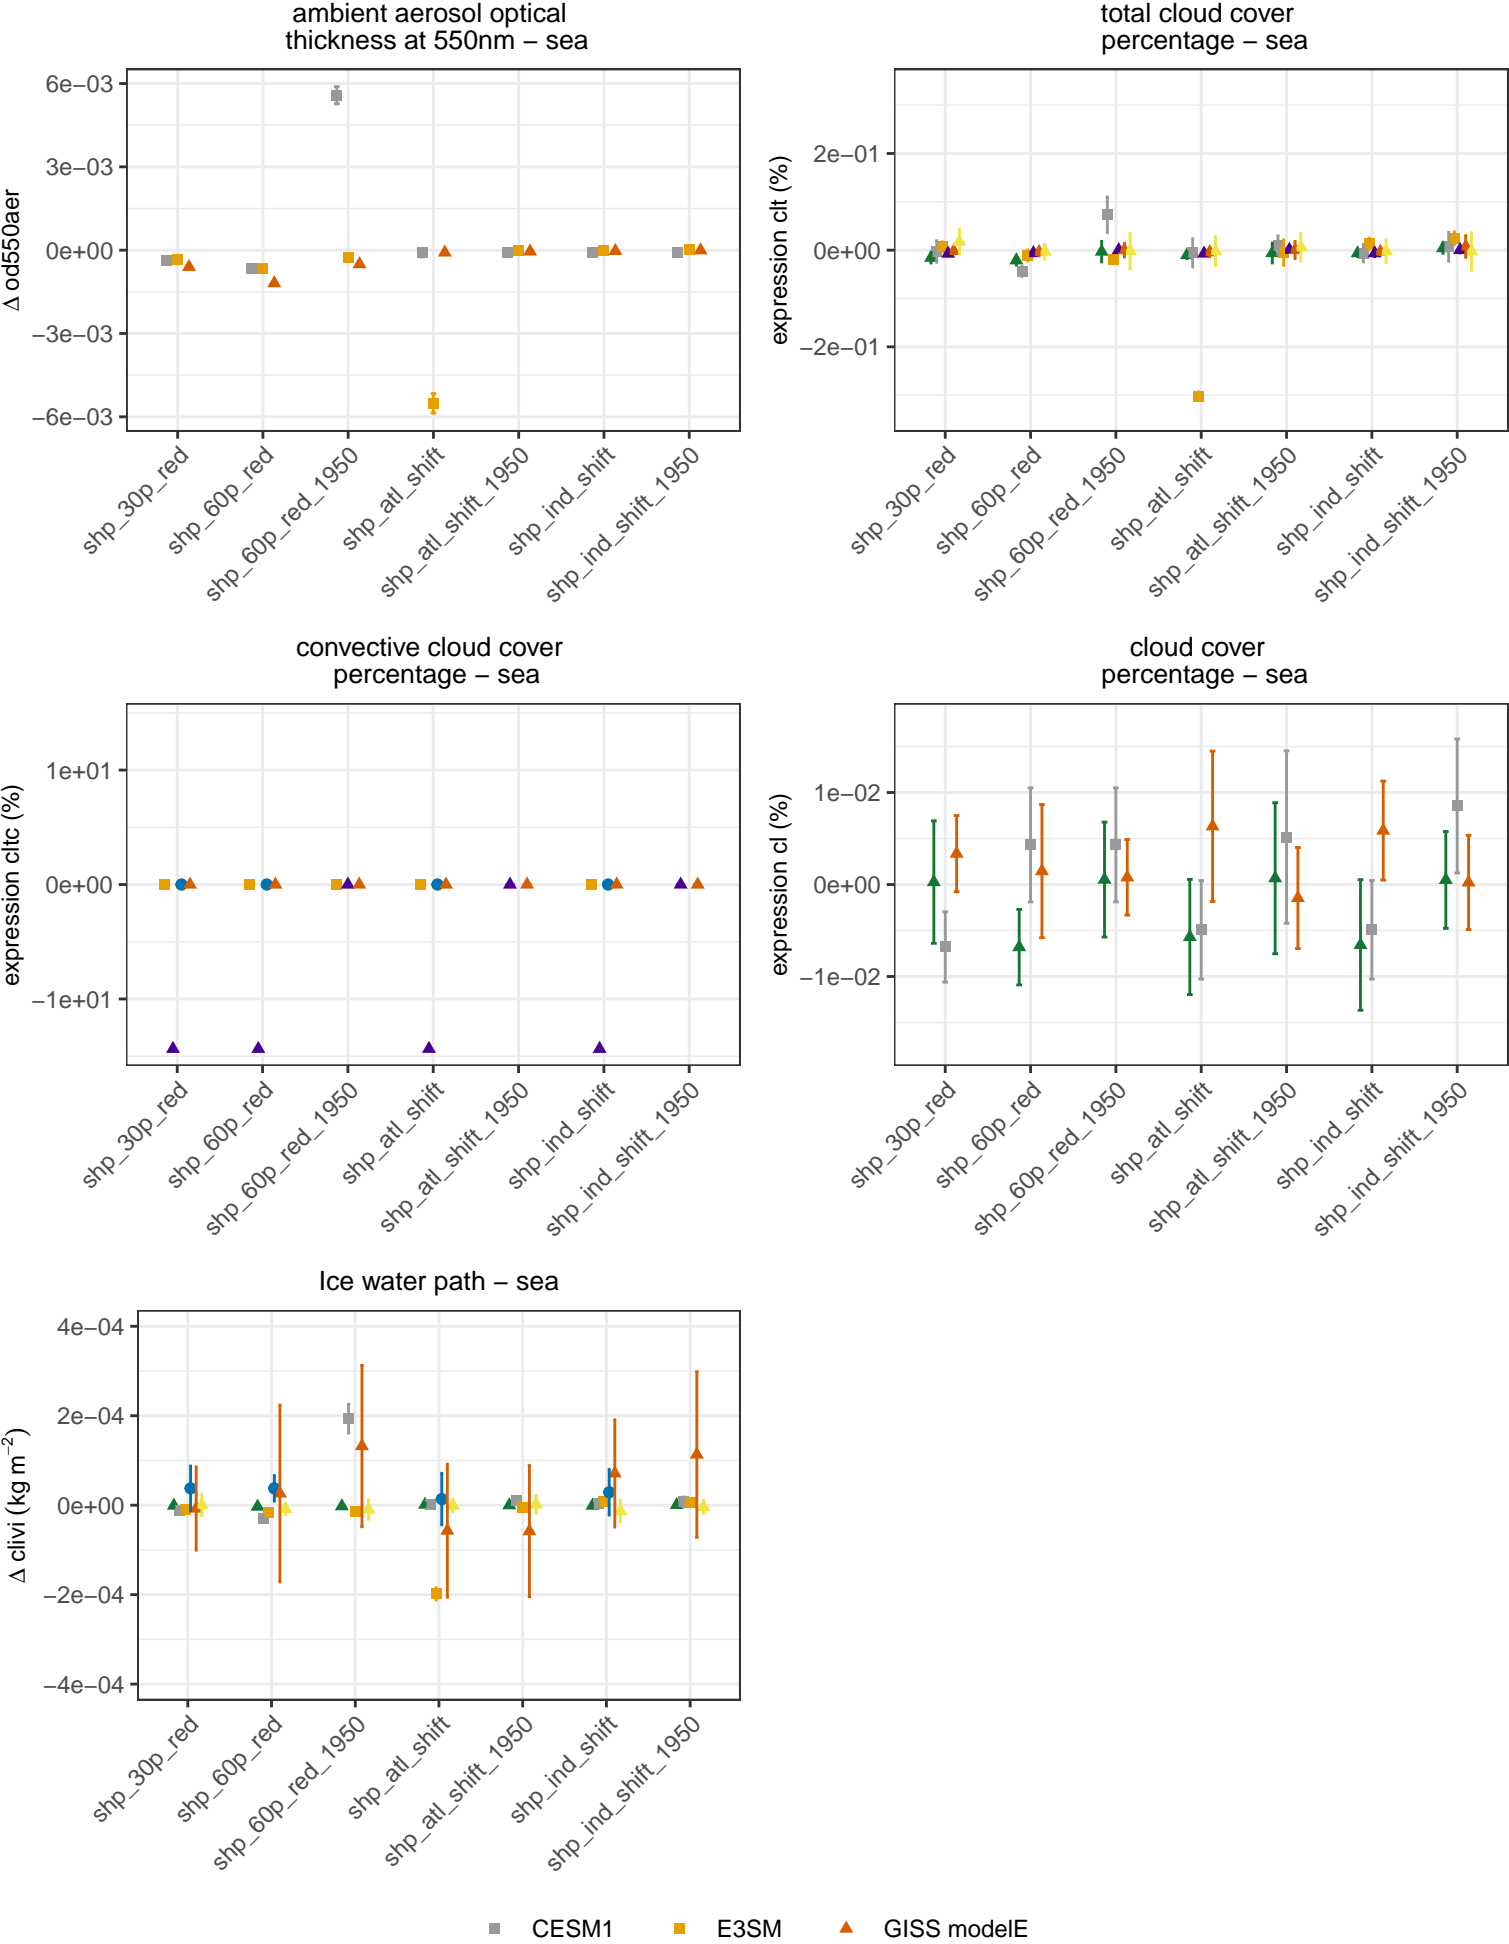 ambient aerosol optical
thickness at 550nm − sea
Δ od550aer
6e−03
3e−03
0e+00
−3e−03
−6e−03
shp_30p_red
shp_60p_red
shp_60p_red_1950
shp_atl_shift
shp_atl_shift_1950
shp_ind_shift
shp_ind_shift_1950
total cloud cover
percentage − sea
expression clt (%)
2e−01
0e+00
−2e−01
shp_30p_red
shp_60p_red
shp_60p_red_1950
shp_atl_shift
shp_atl_shift_1950
shp_ind_shift
shp_ind_shift_1950
convective cloud cover
percentage − sea
expression cltc (%)
1e+01
0e+00
−1e+01
shp_30p_red
shp_60p_red
shp_60p_red_1950
shp_atl_shift
shp_atl_shift_1950
shp_ind_shift
shp_ind_shift_1950
cloud cover
percentage − sea
expression cl (%)
1e−02
0e+00
−1e−02
shp_30p_red
shp_60p_red
shp_60p_red_1950
shp_atl_shift
shp_atl_shift_1950
shp_ind_shift
shp_ind_shift_1950
Ice water path − sea
Δ clivi (kg m⁻²)
4e−04
2e−04
0e+00
−2e−04
−4e−04
shp_30p_red
shp_60p_red
shp_60p_red_1950
shp_atl_shift
shp_atl_shift_1950
shp_ind_shift
shp_ind_shift_1950
CESM1 E3SM GISS modelE